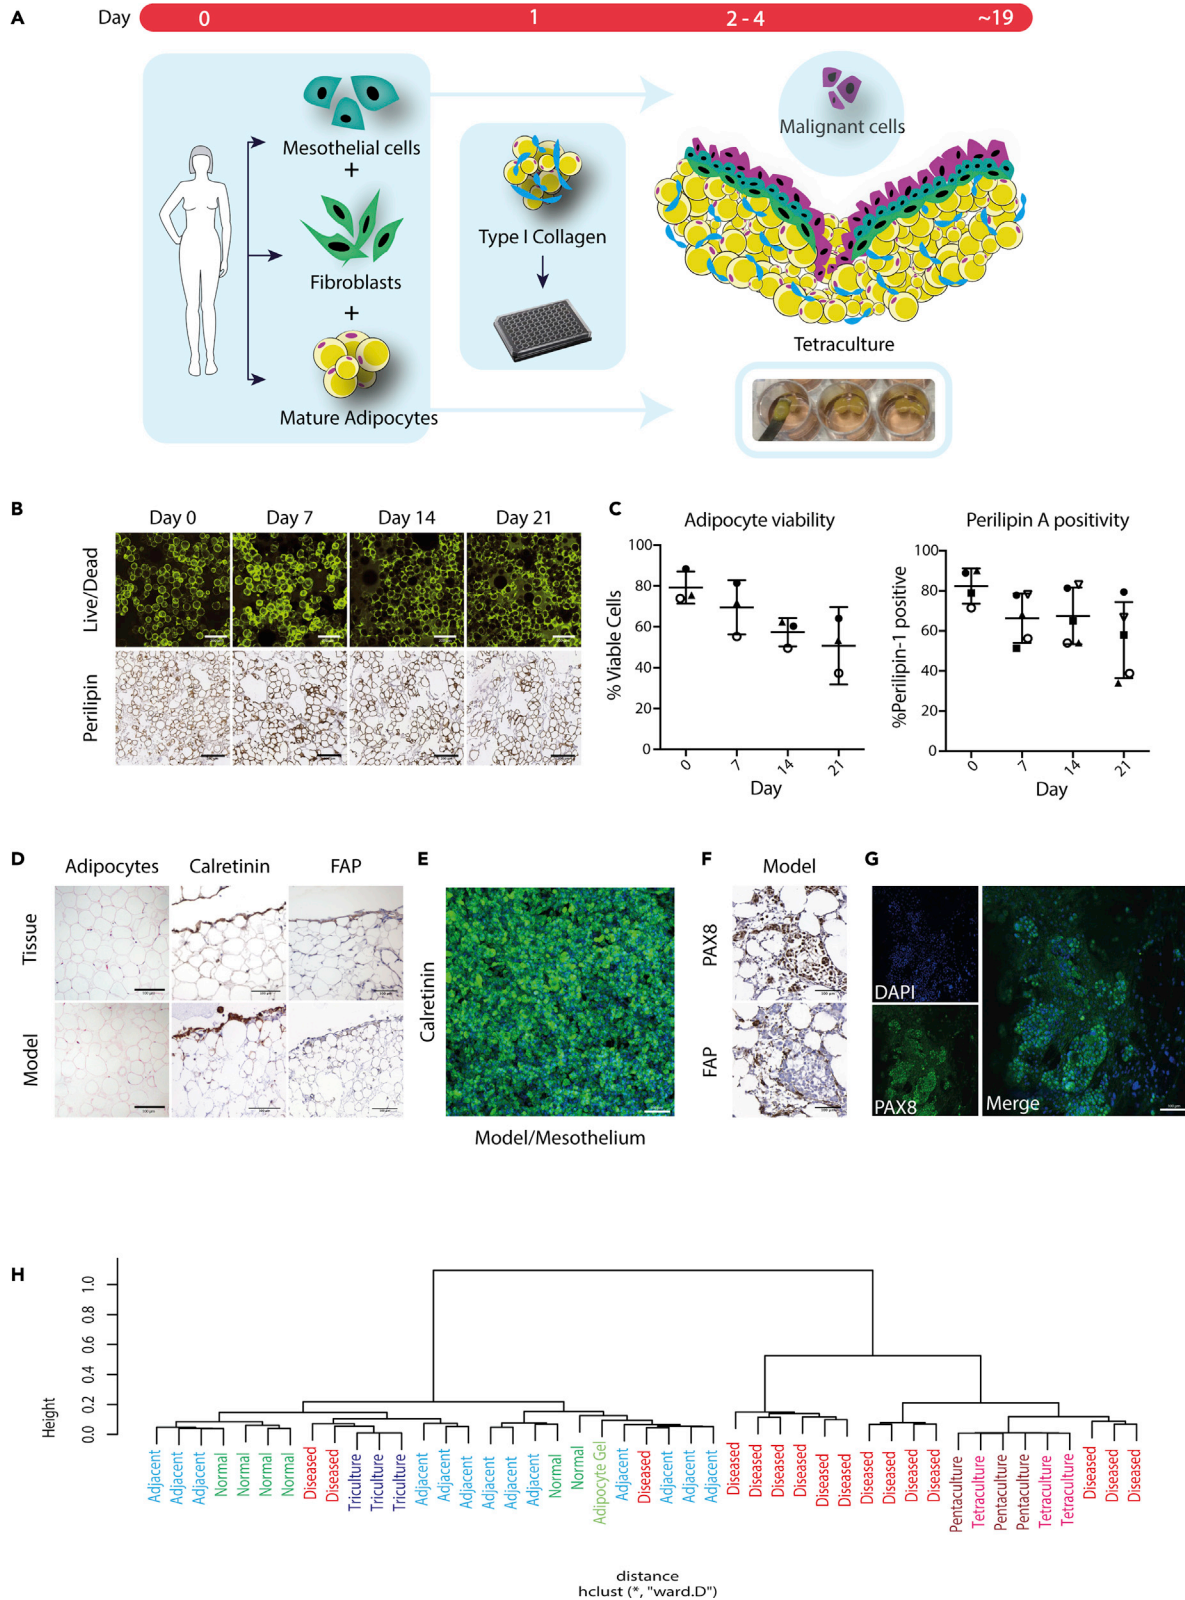 A
Day 0 1 2 - 4 ~19
Mesothelial cells
+
Fibroblasts
+
Mature Adipocytes
Type I Collagen
Malignant cells
Tetraculture
B
Day 0 Day 7 Day 14 Day 21
Live/Dead
Perilipin
C
Adipocyte viability
% Viable Cells
100
80
60
40
20
0
0 7 14 21
Day
Perilipin A positivity
%Perilipin- 1 positive
100
80
60
40
20
0
0 7 14 21
Day
D
Adipocytes Calretinin FAP
Tissue
Model
E
Calretinin
Model/Mesothelium
F
Model
PAX8
FAP
G
DAPI
PAX8
Merge
H
Height
1.0
0.8
0.6
0.4
0.2
0.0
Adjacent
Adjacent
Adjacent
Normal
Normal
Normal
Normal
Diseased
Diseased
Triculture
Triculture
Triculture
Adjacent
Adjacent
Adjacent
Adjacent
Adjacent
Adjacent
Normal
Normal
Adipocyte Gel
Adjacent
Diseased
Adjacent
Adjacent
Adjacent
Diseased
Diseased
Diseased
Diseased
Diseased
Diseased
Diseased
Diseased
Diseased
Diseased
Pentaculture
Tetraculture
Pentaculture
Pentaculture
Tetraculture
Tetraculture
Diseased
Diseased
Diseased
distance
hclust (*, "ward.D")